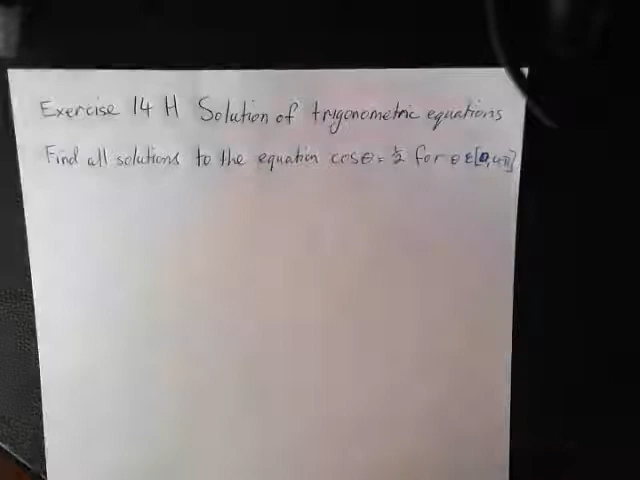 Exercise 14 H Solution of trigonometric equations
Find all solutions to the equation cosθ = ½ for θ ε [0, 4π]